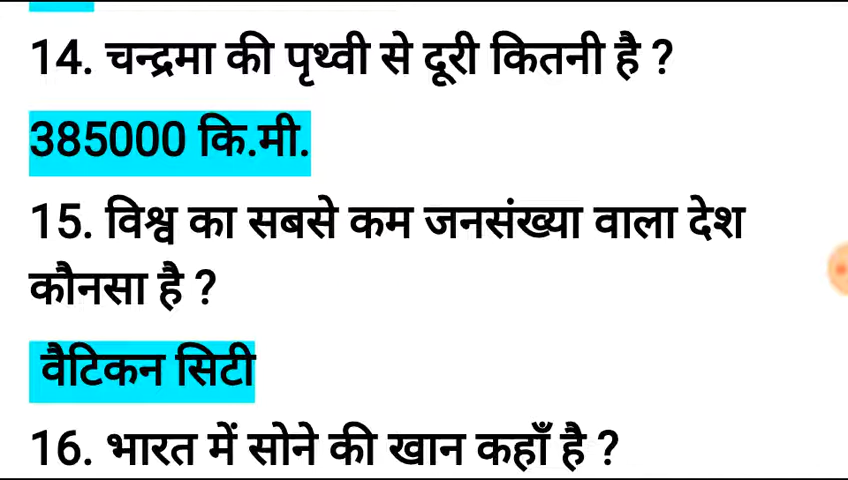 14. चन्द्रमा की पृथ्वी से दूरी कितनी है ?
385000 कि.मी.
15. विश्व का सबसे कम जनसंख्या वाला देश
कौनसा है ?
वैटिकन सिटी
16. भारत में सोने की खान कहाँ है ?